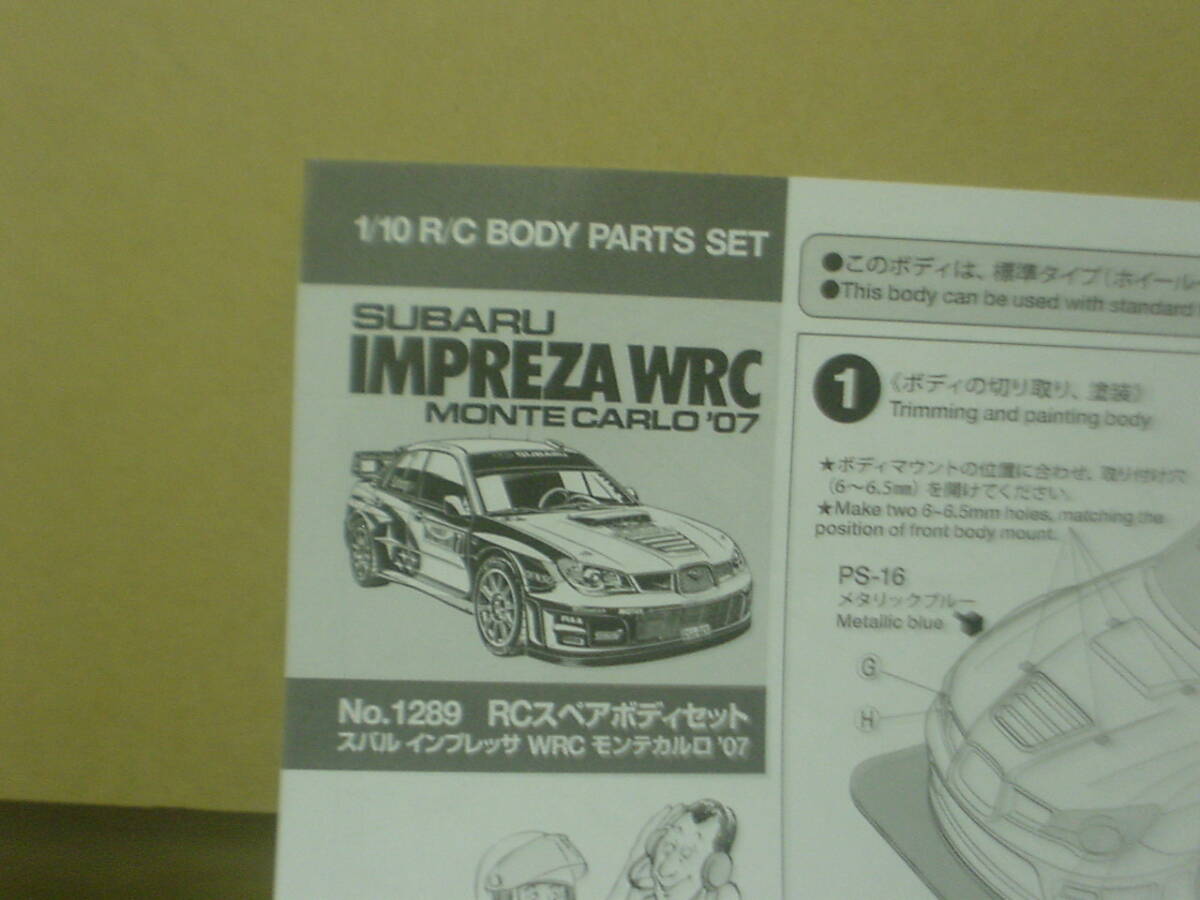 1/10 R/C BODY PARTS SET
SUBARU
IMPREZA WRC
MONTE CARLO '07
SUBARU
No.1289 RCスペアボディセット
スバル インプレッサ WRC モンテカルロ '07
●このボディは、標準タイプ(ホイール
●This body can be used with standard
1 《ボディの切り取り、塗装》
Trimming and painting body
★ボディマウントの位置に合わせ、取り付け穴
(6〜6.5㎜) を開けてください。
★Make two 6~6.5mm holes, matching the
position of front body mount.
PS-16
メタリックブルー
Metallic blue
G
H